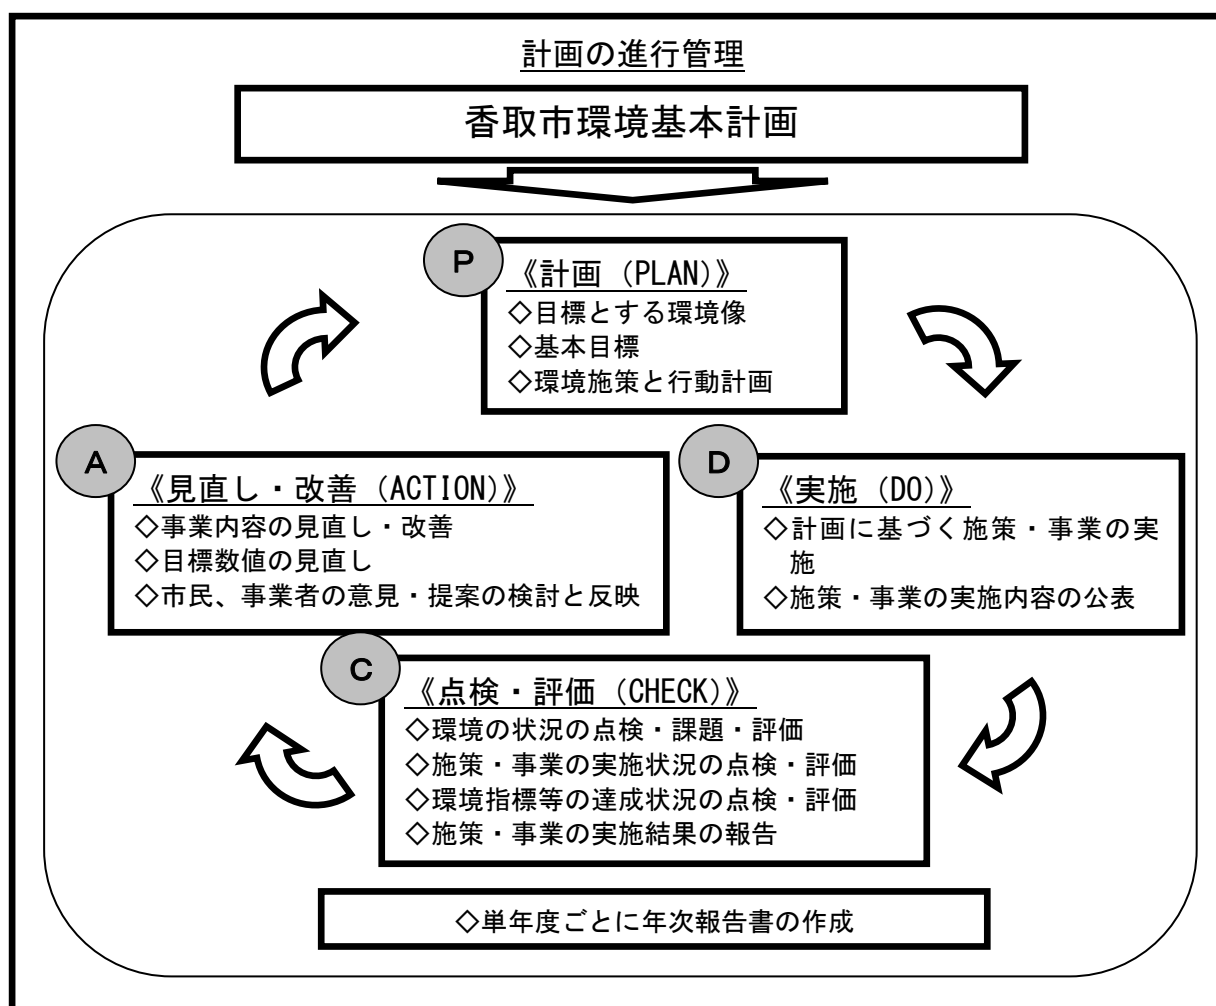 計画の進行管理
香取市環境基本計画
P
《計画（PLAN）》
◇目標とする環境像
◇基本目標
◇環境施策と行動計画
A
《見直し・改善（ACTION）》
◇事業内容の見直し・改善
◇目標数値の見直し
◇市民、事業者の意見・提案の検討と反映
D
《実施（DO）》
◇計画に基づく施策・事業の実
施
◇施策・事業の実施内容の公表
C
《点検・評価（CHECK）》
◇環境の状況の点検・課題・評価
◇施策・事業の実施状況の点検・評価
◇環境指標等の達成状況の点検・評価
◇施策・事業の実施結果の報告
◇単年度ごとに年次報告書の作成